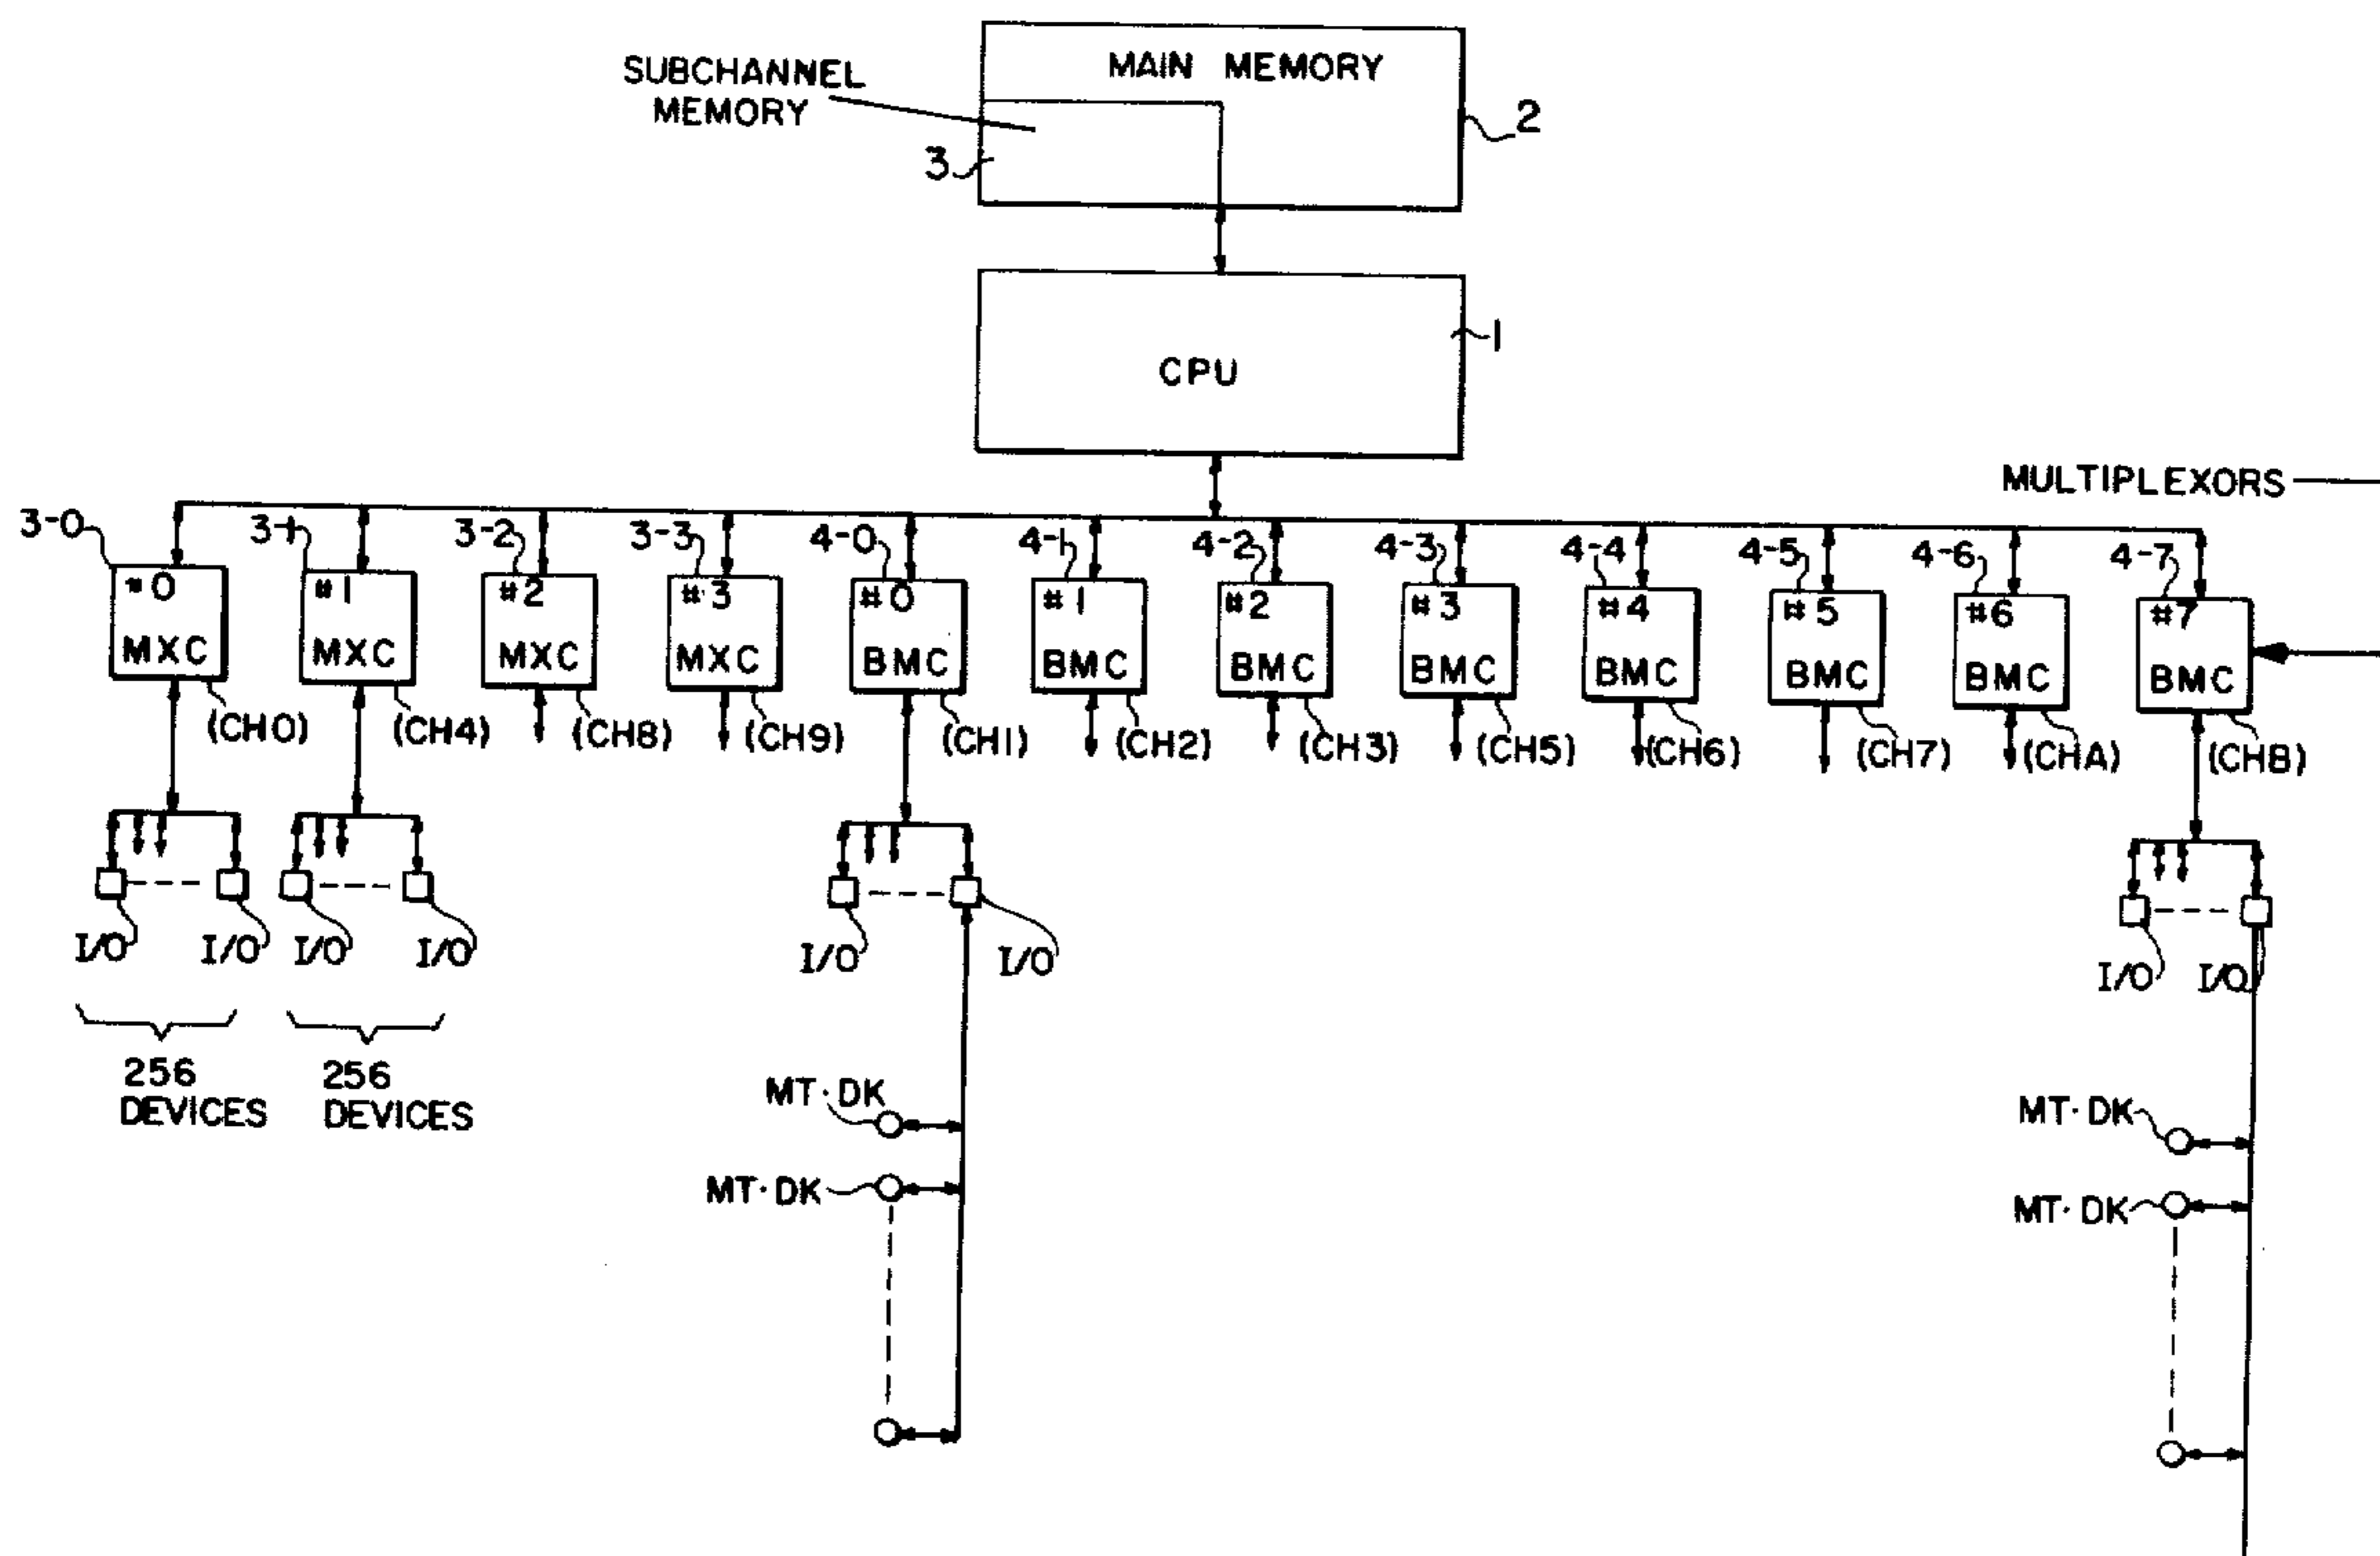 MAIN MEMORY
SUBCHANNEL
MEMORY
2
3
1
CPU
MULTIPLEXORS
3-0
3-1
3-2
3-3
4-0
4-1
4-2
4-3
4-4
4-5
4-6
4-7
#0
MXC
#1
MXC
#2
MXC
#3
MXC
#0
BMC
#1
BMC
#2
BMC
#3
BMC
#4
BMC
#5
BMC
#6
BMC
#7
BMC
(CH0)
(CH4)
(CH8)
(CH9)
(CH1)
(CH2)
(CH3)
(CH5)
(CH6)
(CH7)
(CHA)
(CHB)
I/O
I/O
I/O
I/O
I/O
I/O
I/O
I/O
256
DEVICES
256
DEVICES
MT·DK
MT·DK
MT·DK
MT·DK